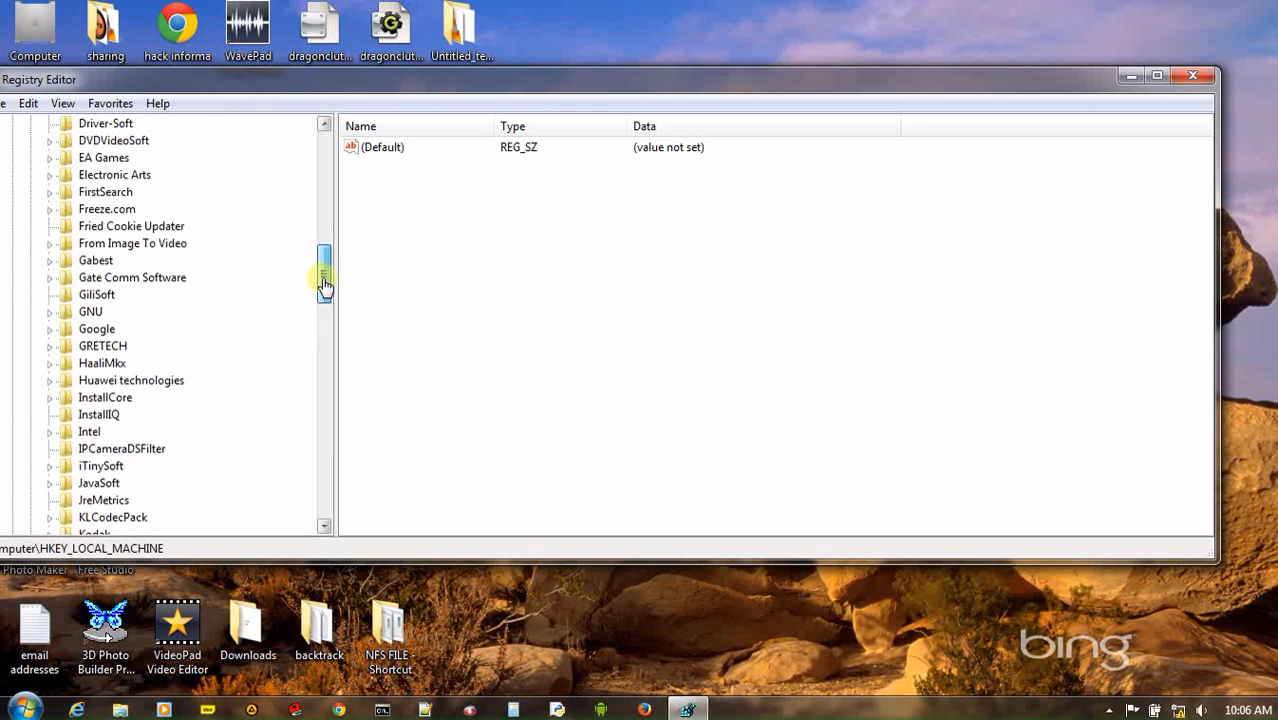 Computer
sharing
hack informa
WavePad
dragonclut...
dragonclut...
Untitled_te...
Registry Editor
e Edit View Favorites Help
Name Type Data
(Default) REG_SZ (value not set)
Driver-Soft
DVDVideoSoft
EA Games
Electronic Arts
FirstSearch
Freeze.com
Fried Cookie Updater
From Image To Video
Gabest
Gate Comm Software
GiliSoft
GNU
Google
GRETECH
HaaliMkx
Huawei technologies
InstallCore
InstallIQ
Intel
IPCameraDSFilter
iTinySoft
JavaSoft
JreMetrics
KLCodecPack
Kodak
mputer\HKEY_LOCAL_MACHINE
Photo Maker
Free Studio
email
addresses
3D Photo
Builder Pr...
VideoPad
Video Editor
Downloads
backtrack
NFS FILE -
Shortcut
bing
10:06 AM